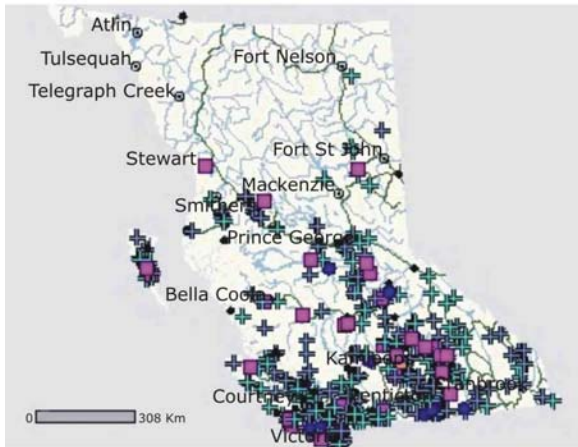 Atlin
Tulsequah
Fort Nelson
Telegraph Creek
Stewart
Fort St John
Mackenzie
Smithers
Prince George
Bella Coola
Kamloops
Cranbrook
Courtney
Penticton
Victoria
0 308 Km